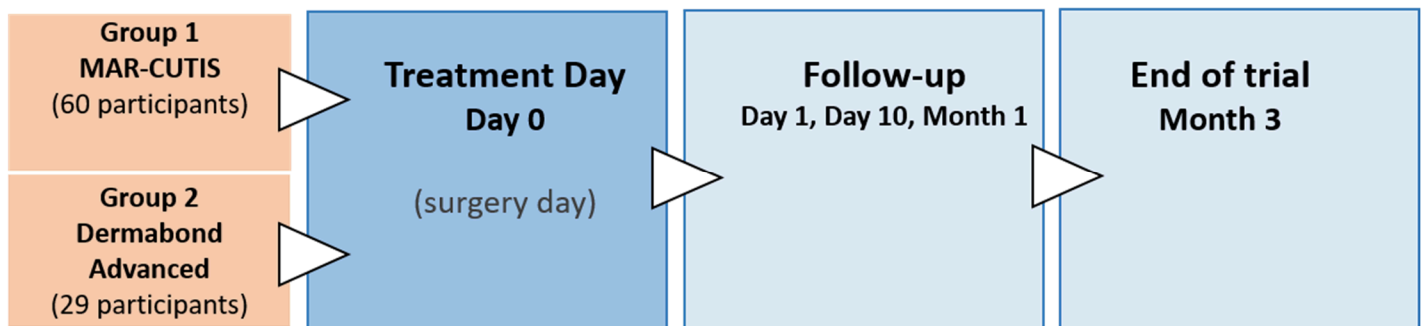 Group 1
MAR-CUTIS
(60 participants)
Group 2
Dermabond
Advanced
(29 participants)
Treatment Day
Day 0
(surgery day)
Follow-up
Day 1, Day 10, Month 1
End of trial
Month 3